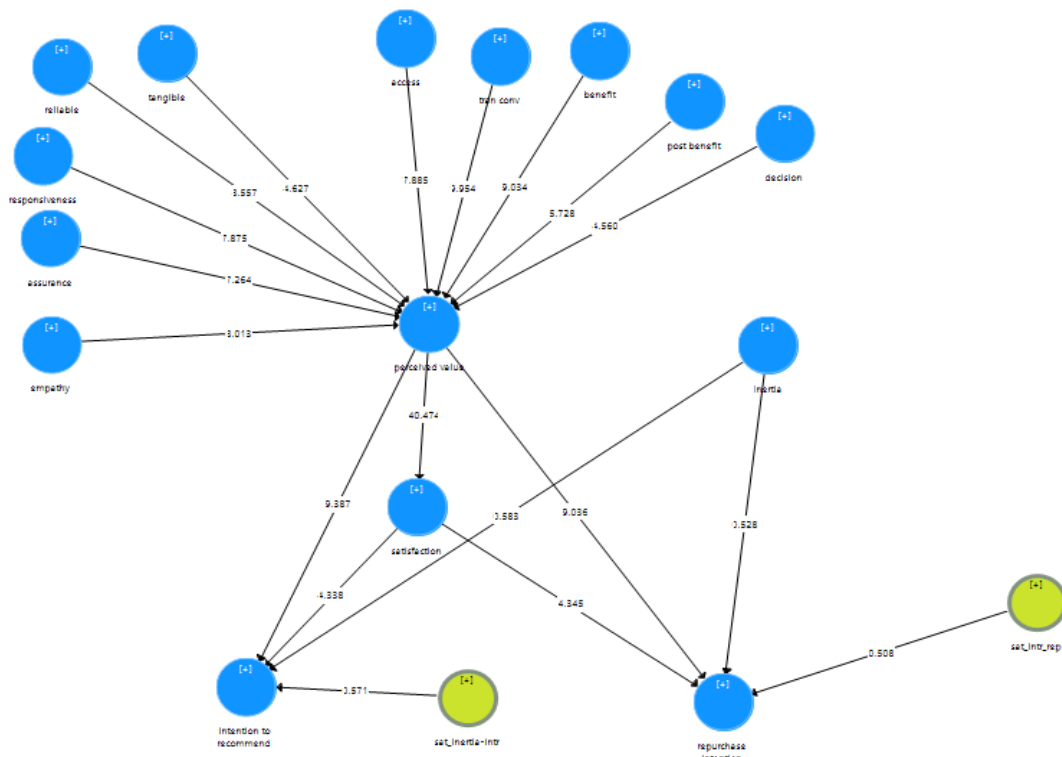 [+]
reliable
[+]
tangible
[+]
access
[+]
tran conv
[+]
benefit
[+]
post benefit
[+]
decision
[+]
responsiveness
[+]
assurance
[+]
empathy
3.557
4.627
7.885
9.954
9.034
5.728
4.560
7.875
7.264
3.013
[+]
perceived value
[+]
inertia
40.474
9.387
9.036
0.583
0.528
[+]
satisfaction
4.338
4.345
[+]
sat_intr_rep
0.508
[+]
intention to
recommend
0.571
[+]
sat_inertia-intr
[+]
repurchase